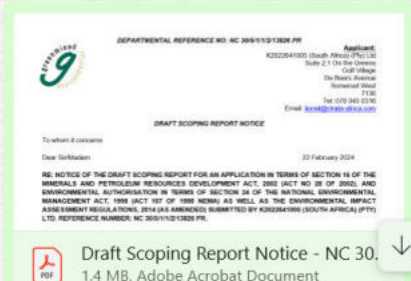 greenmined
DEPARTMENTAL REFERENCE NO: NC 30/5/1/1/2/13826 PR
Applicant:
K2022641005 (South Africa) (Pty) Ltd
Suite 2.1 On the Greens
Golf Village
De Beers Avenue
Somerset West
7130
Tel: 076 045
Email:
DRAFT SCOPING REPORT NOTICE
To whom it concerns
Dear Sir/Madam 22 February 2024
RE: NOTICE OF THE DRAFT SCOPING REPORT FOR AN APPLICATION IN TERMS OF SECTION 16 OF THE
MINERALS AND PETROLEUM RESOURCES DEVELOPMENT ACT, 2002 (ACT NO 28 OF 2002), AND
ENVIRONMENTAL AUTHORISATION IN TERMS OF SECTION 24 OF THE NATIONAL ENVIRONMENTAL
MANAGEMENT ACT, 1998 (ACT 107 OF 1998 NEMA) AS WELL AS THE ENVIRONMENTAL IMPACT
ASSESSMENT REGULATIONS, 2014 (AS AMENDED) SUBMITTED BY K2022641005 (SOUTH AFRICA) (PTY)
LTD. REFERENCE NUMBER: NC 30/5/1/1/2/13826 PR.
PDF
Draft Scoping Report Notice - NC 30.
1.4 MB, Adobe Acrobat Document